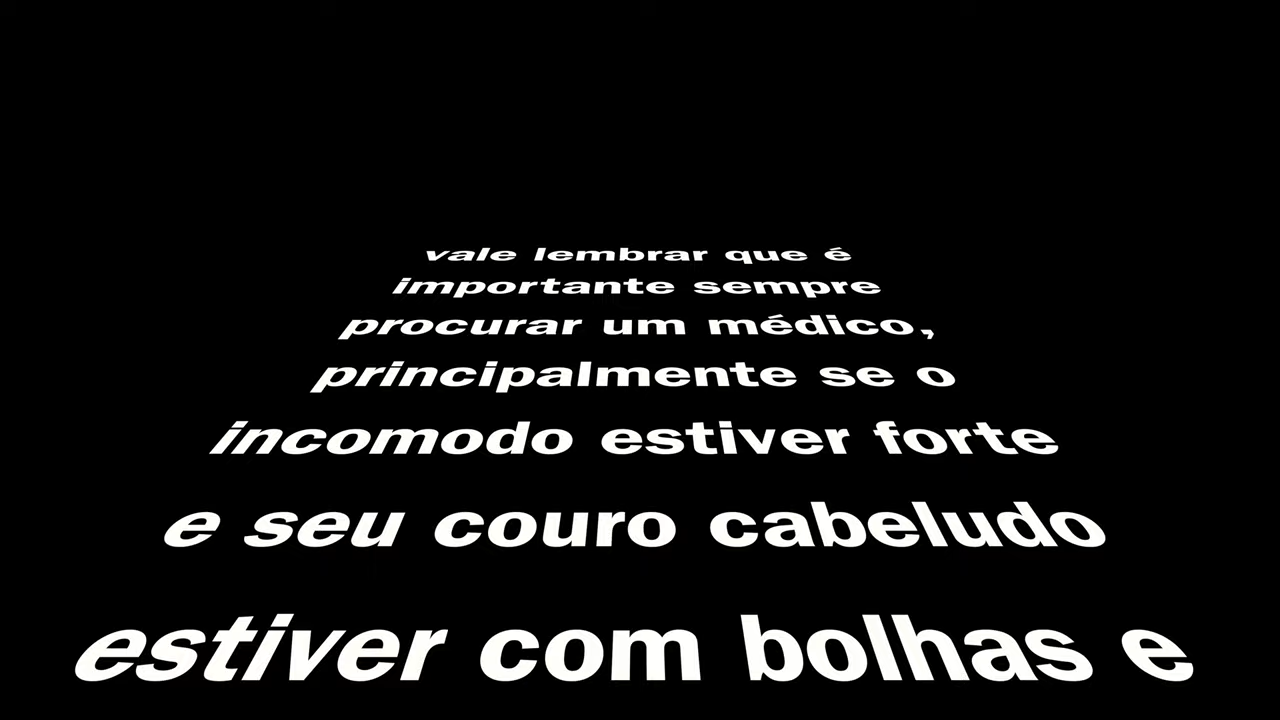 vale lembrar que é
importante sempre
procurar um médico,
principalmente se o
incomodo estiver forte
e seu couro cabeludo
estiver com bolhas e